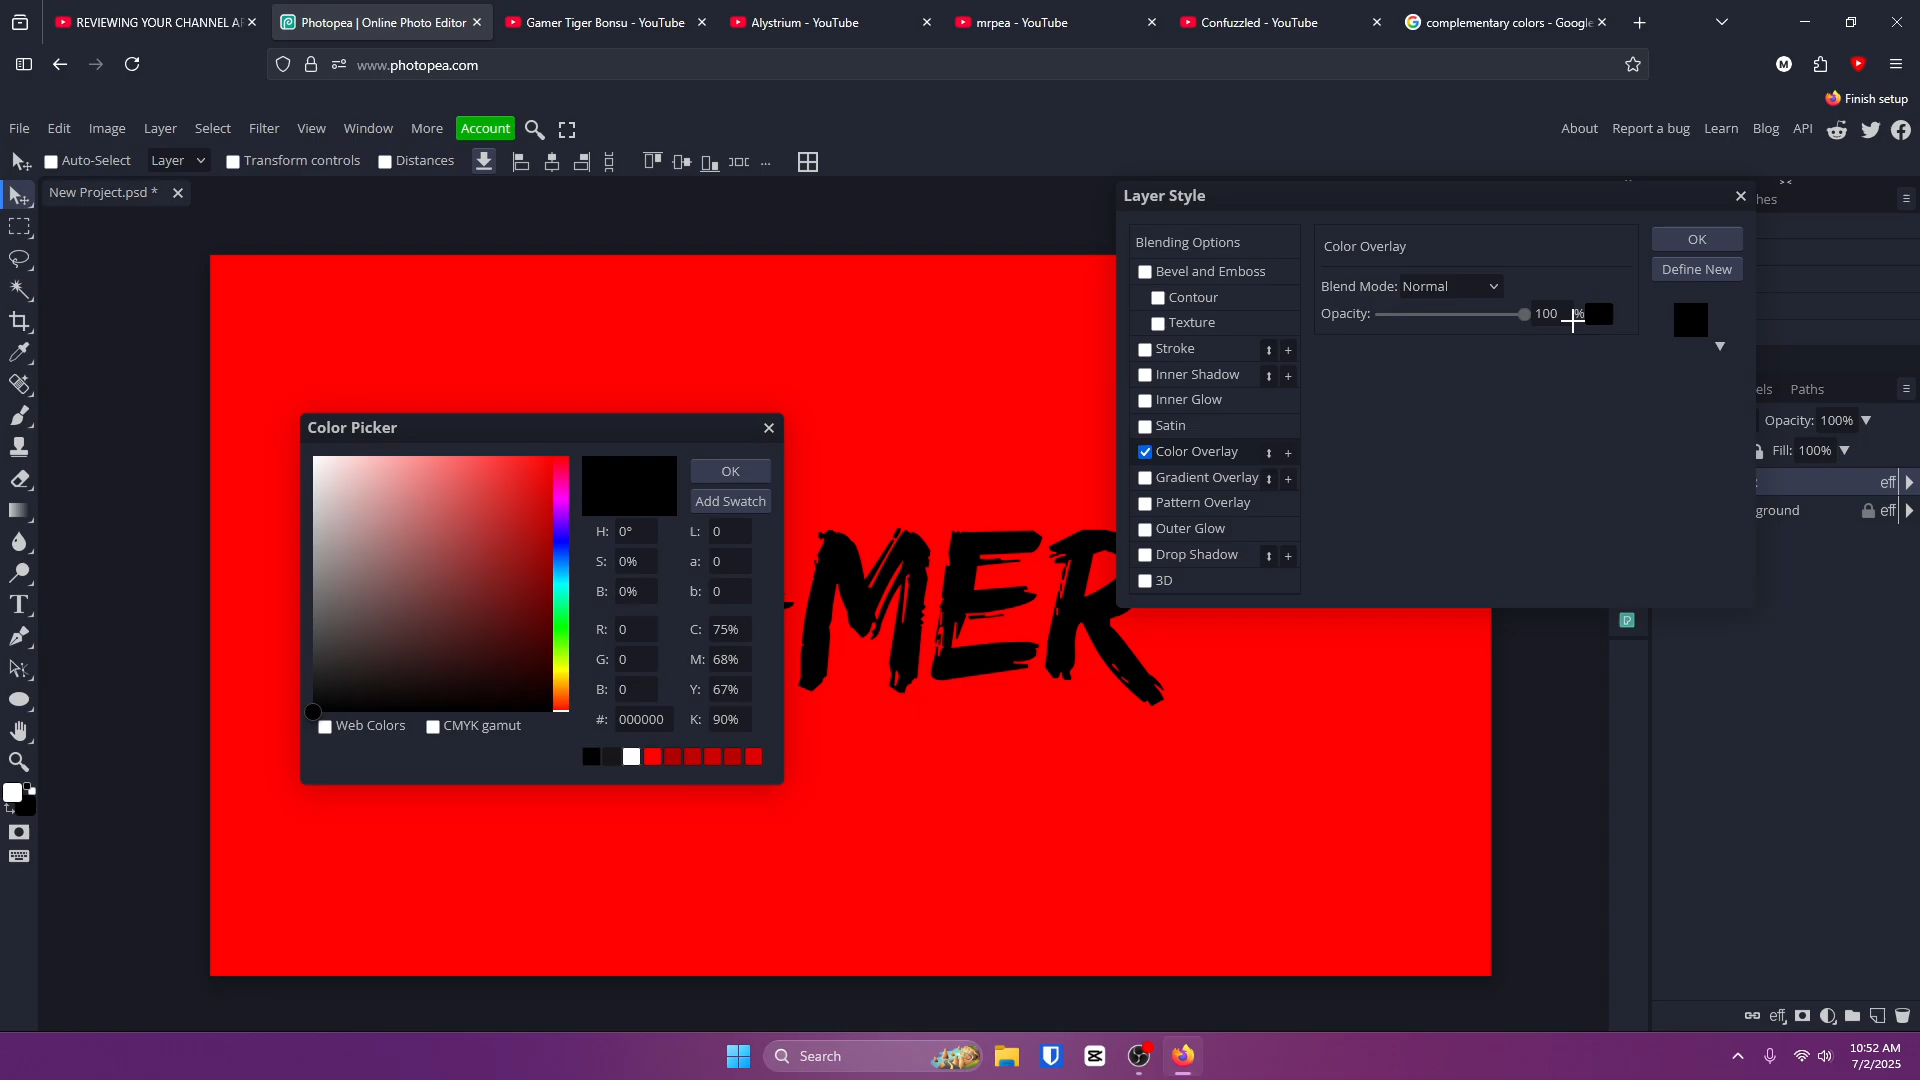 REVIEWING YOUR CHANNEL AR
Photopea | Online Photo Editor
Gamer Tiger Bonsu - YouTube
Alystrium - YouTube
mrpea - YouTube
Confuzzled - YouTube
complementary colors - Google
www.photopea.com
M
Finish setup
File Edit Image Layer Select Filter View Window More Account
About Report a bug Learn Blog API
Auto-Select Layer Transform controls Distances ...
New Project.psd *
Layer Style
hes
Blending Options
Bevel and Emboss
Contour
Texture
Stroke
Inner Shadow
Inner Glow
Satin
Color Overlay
Gradient Overlay
Pattern Overlay
Outer Glow
Drop Shadow
3D
Color Overlay
Blend Mode: Normal
Opacity: 100 %
OK
Define New
els Paths
Opacity: 100%
Fill: 100%
eff
ground eff
Color Picker
OK
Add Swatch
H: 0° L: 0
S: 0% a: 0
B: 0% b: 0
R: 0 C: 75%
G: 0 M: 68%
B: 0 Y: 67%
#: 000000 K: 90%
Web Colors CMYK gamut
MER
eff
Search
10:52 AM
7/2/2025